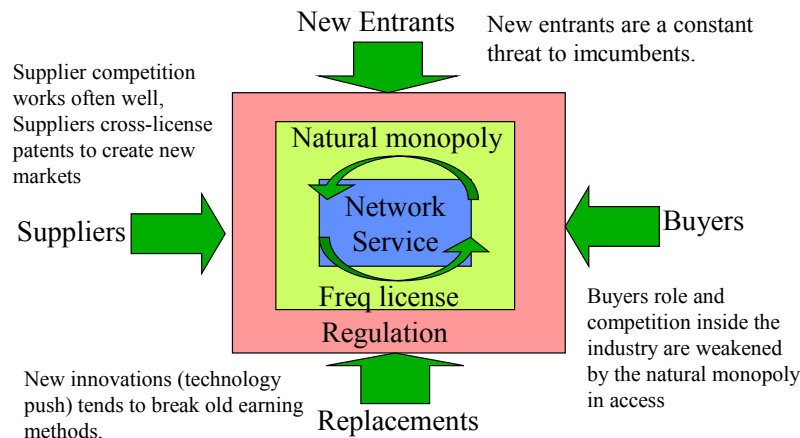 New Entrants
New entrants are a constant
threat to imcumbents.
Supplier competition
works often well,
Suppliers cross-license
patents to create new
markets
Natural monopoly
Suppliers
Network
Service
Buyers
Freq license
Regulation
Buyers role and
competition inside the
industry are weakened
by the natural monopoly
in access
New innovations (technology
push) tends to break old earning
methods.
Replacements